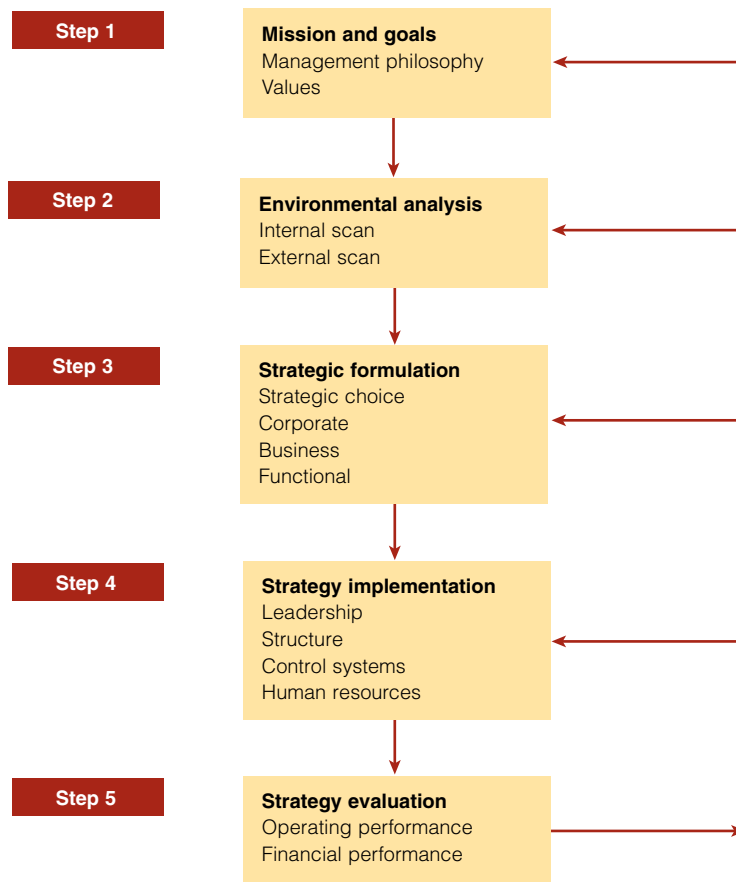 Step 1
Mission and goals
Management philosophy
Values
Step 2
Environmental analysis
Internal scan
External scan
Step 3
Strategic formulation
Strategic choice
Corporate
Business
Functional
Step 4
Strategy implementation
Leadership
Structure
Control systems
Human resources
Step 5
Strategy evaluation
Operating performance
Financial performance